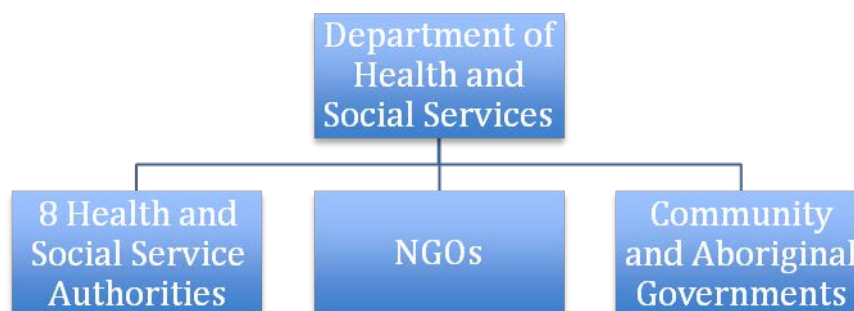 Department of
Health and
Social Services
8 Health and
Social Service
Authorities
NGOs
Community
and Aboriginal
Governments